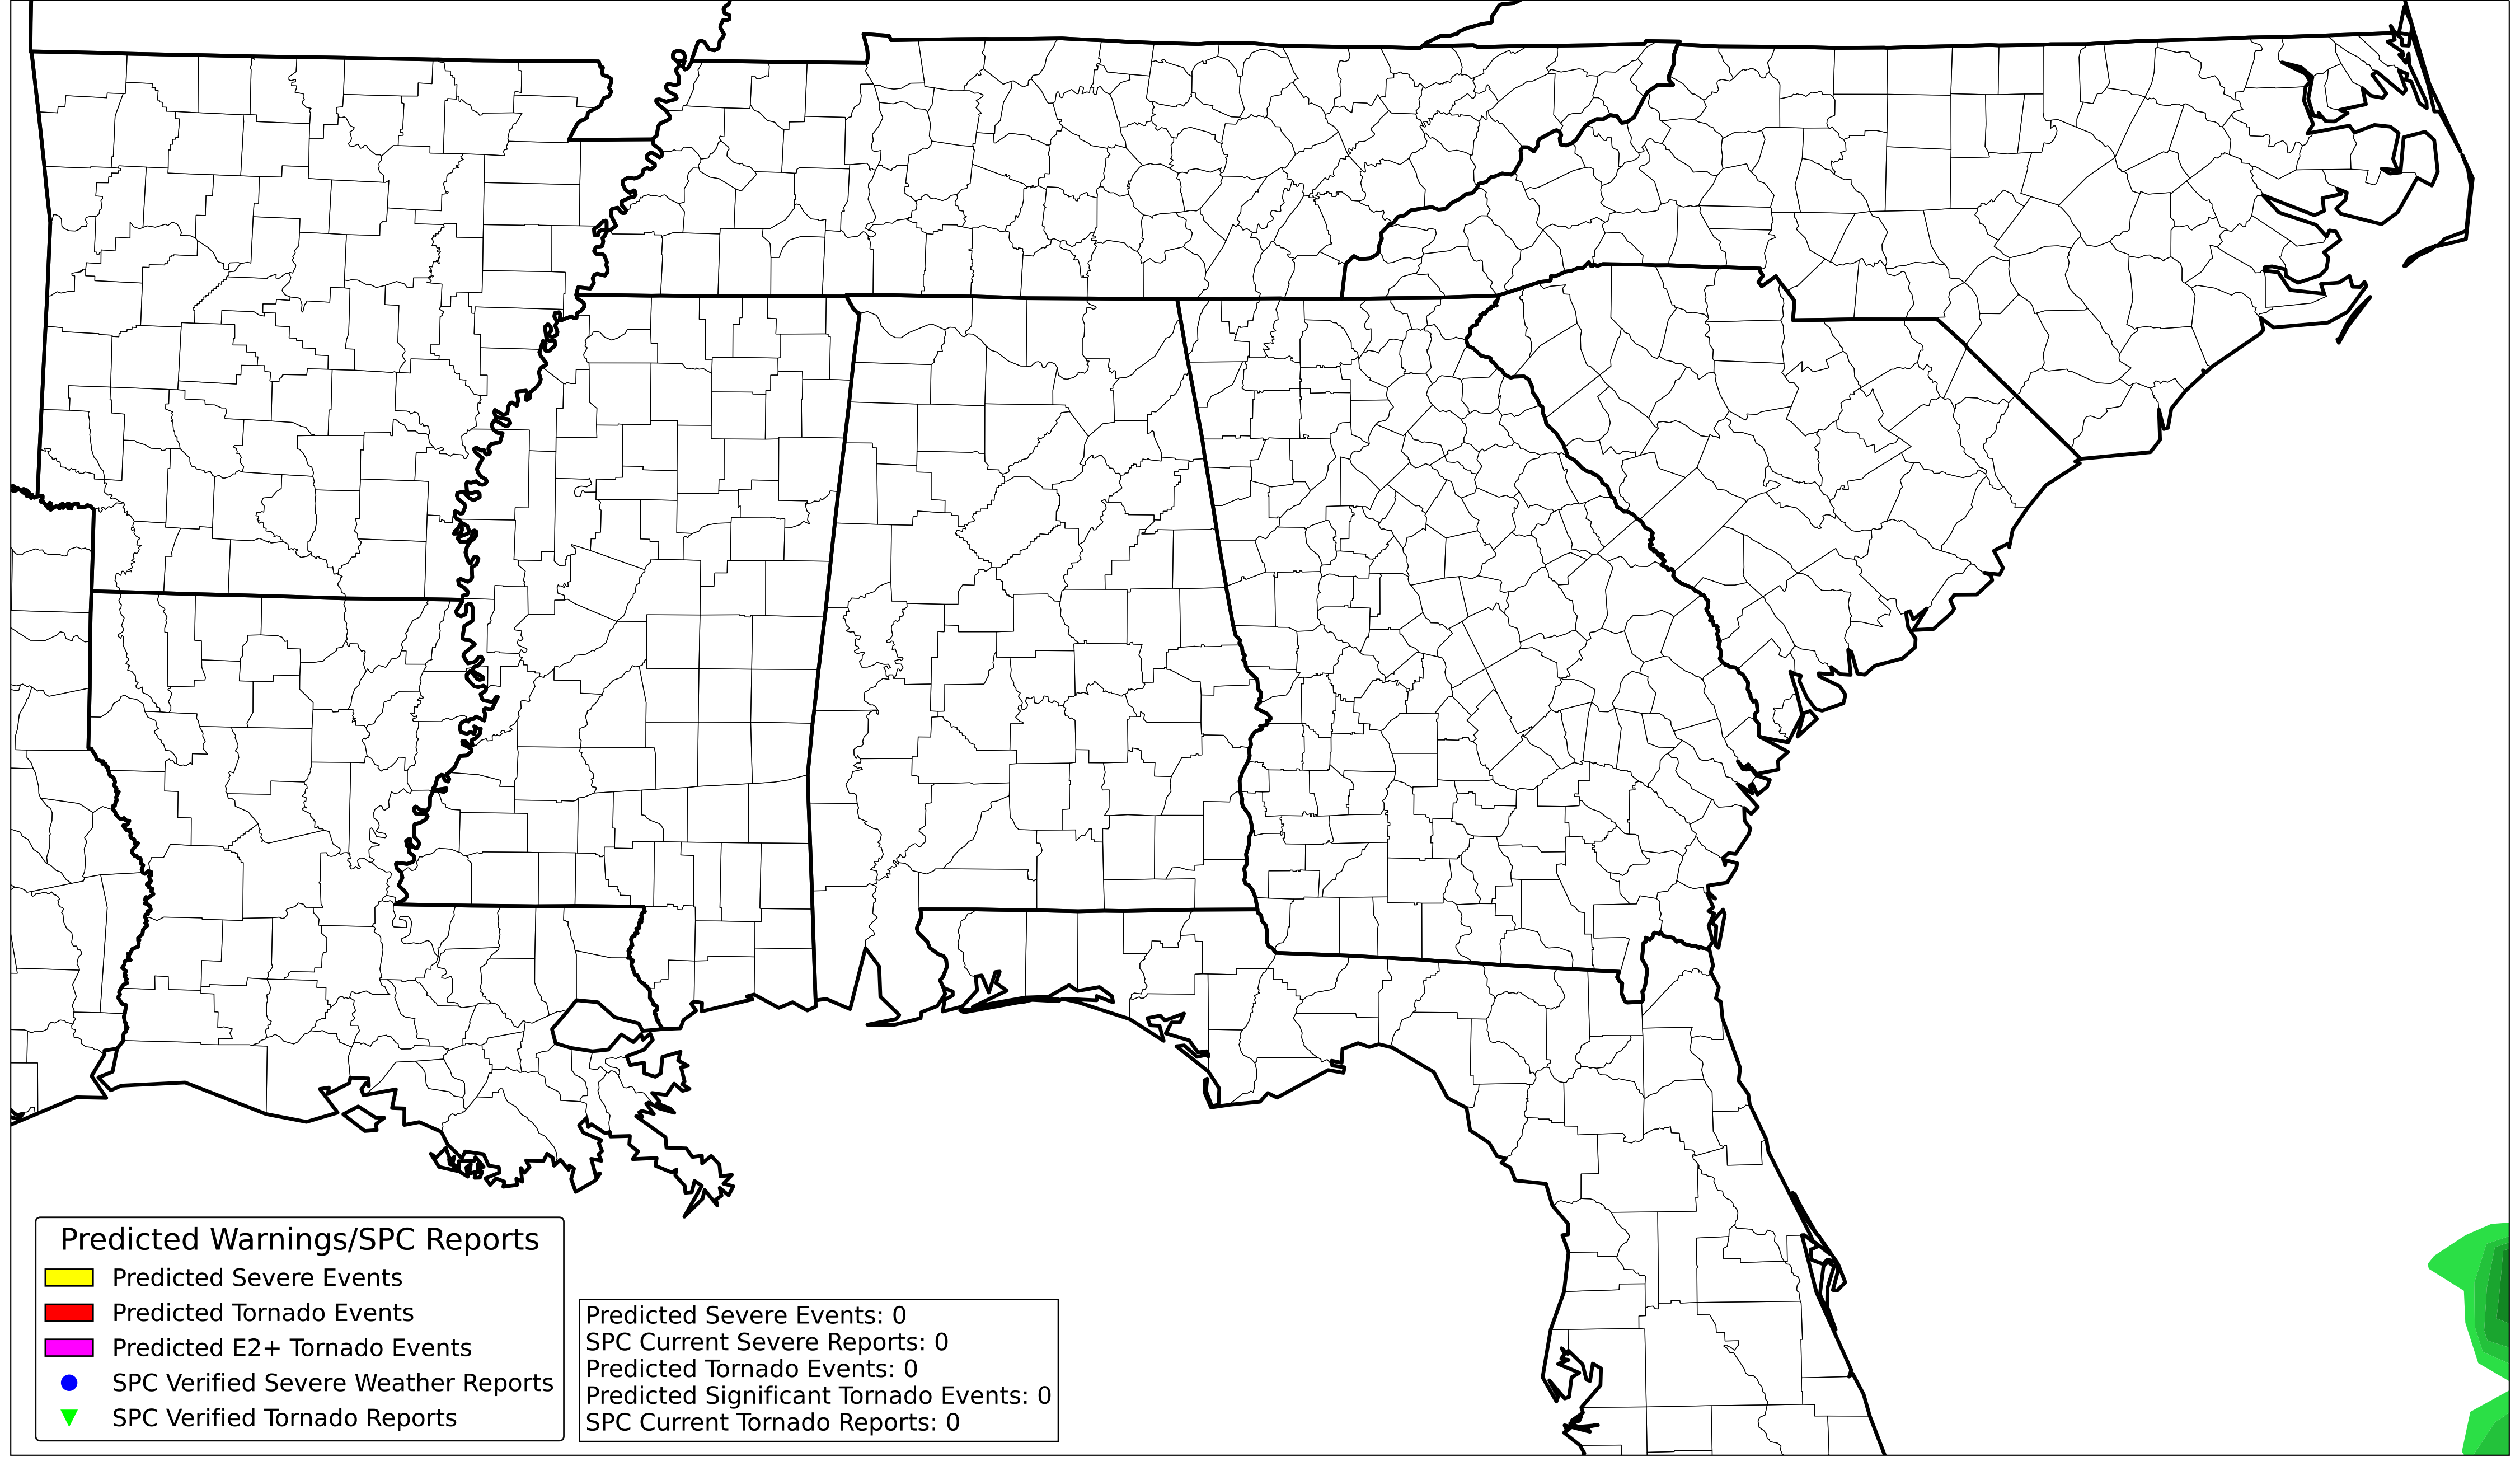 Predicted Warnings/SPC Reports
Predicted Severe Events
Predicted Tornado Events
Predicted E2+ Tornado Events
SPC Verified Severe Weather Reports
SPC Verified Tornado Reports
Predicted Severe Events: 0
SPC Current Severe Reports: 0
Predicted Tornado Events: 0
Predicted Significant Tornado Events: 0
SPC Current Tornado Reports: 0